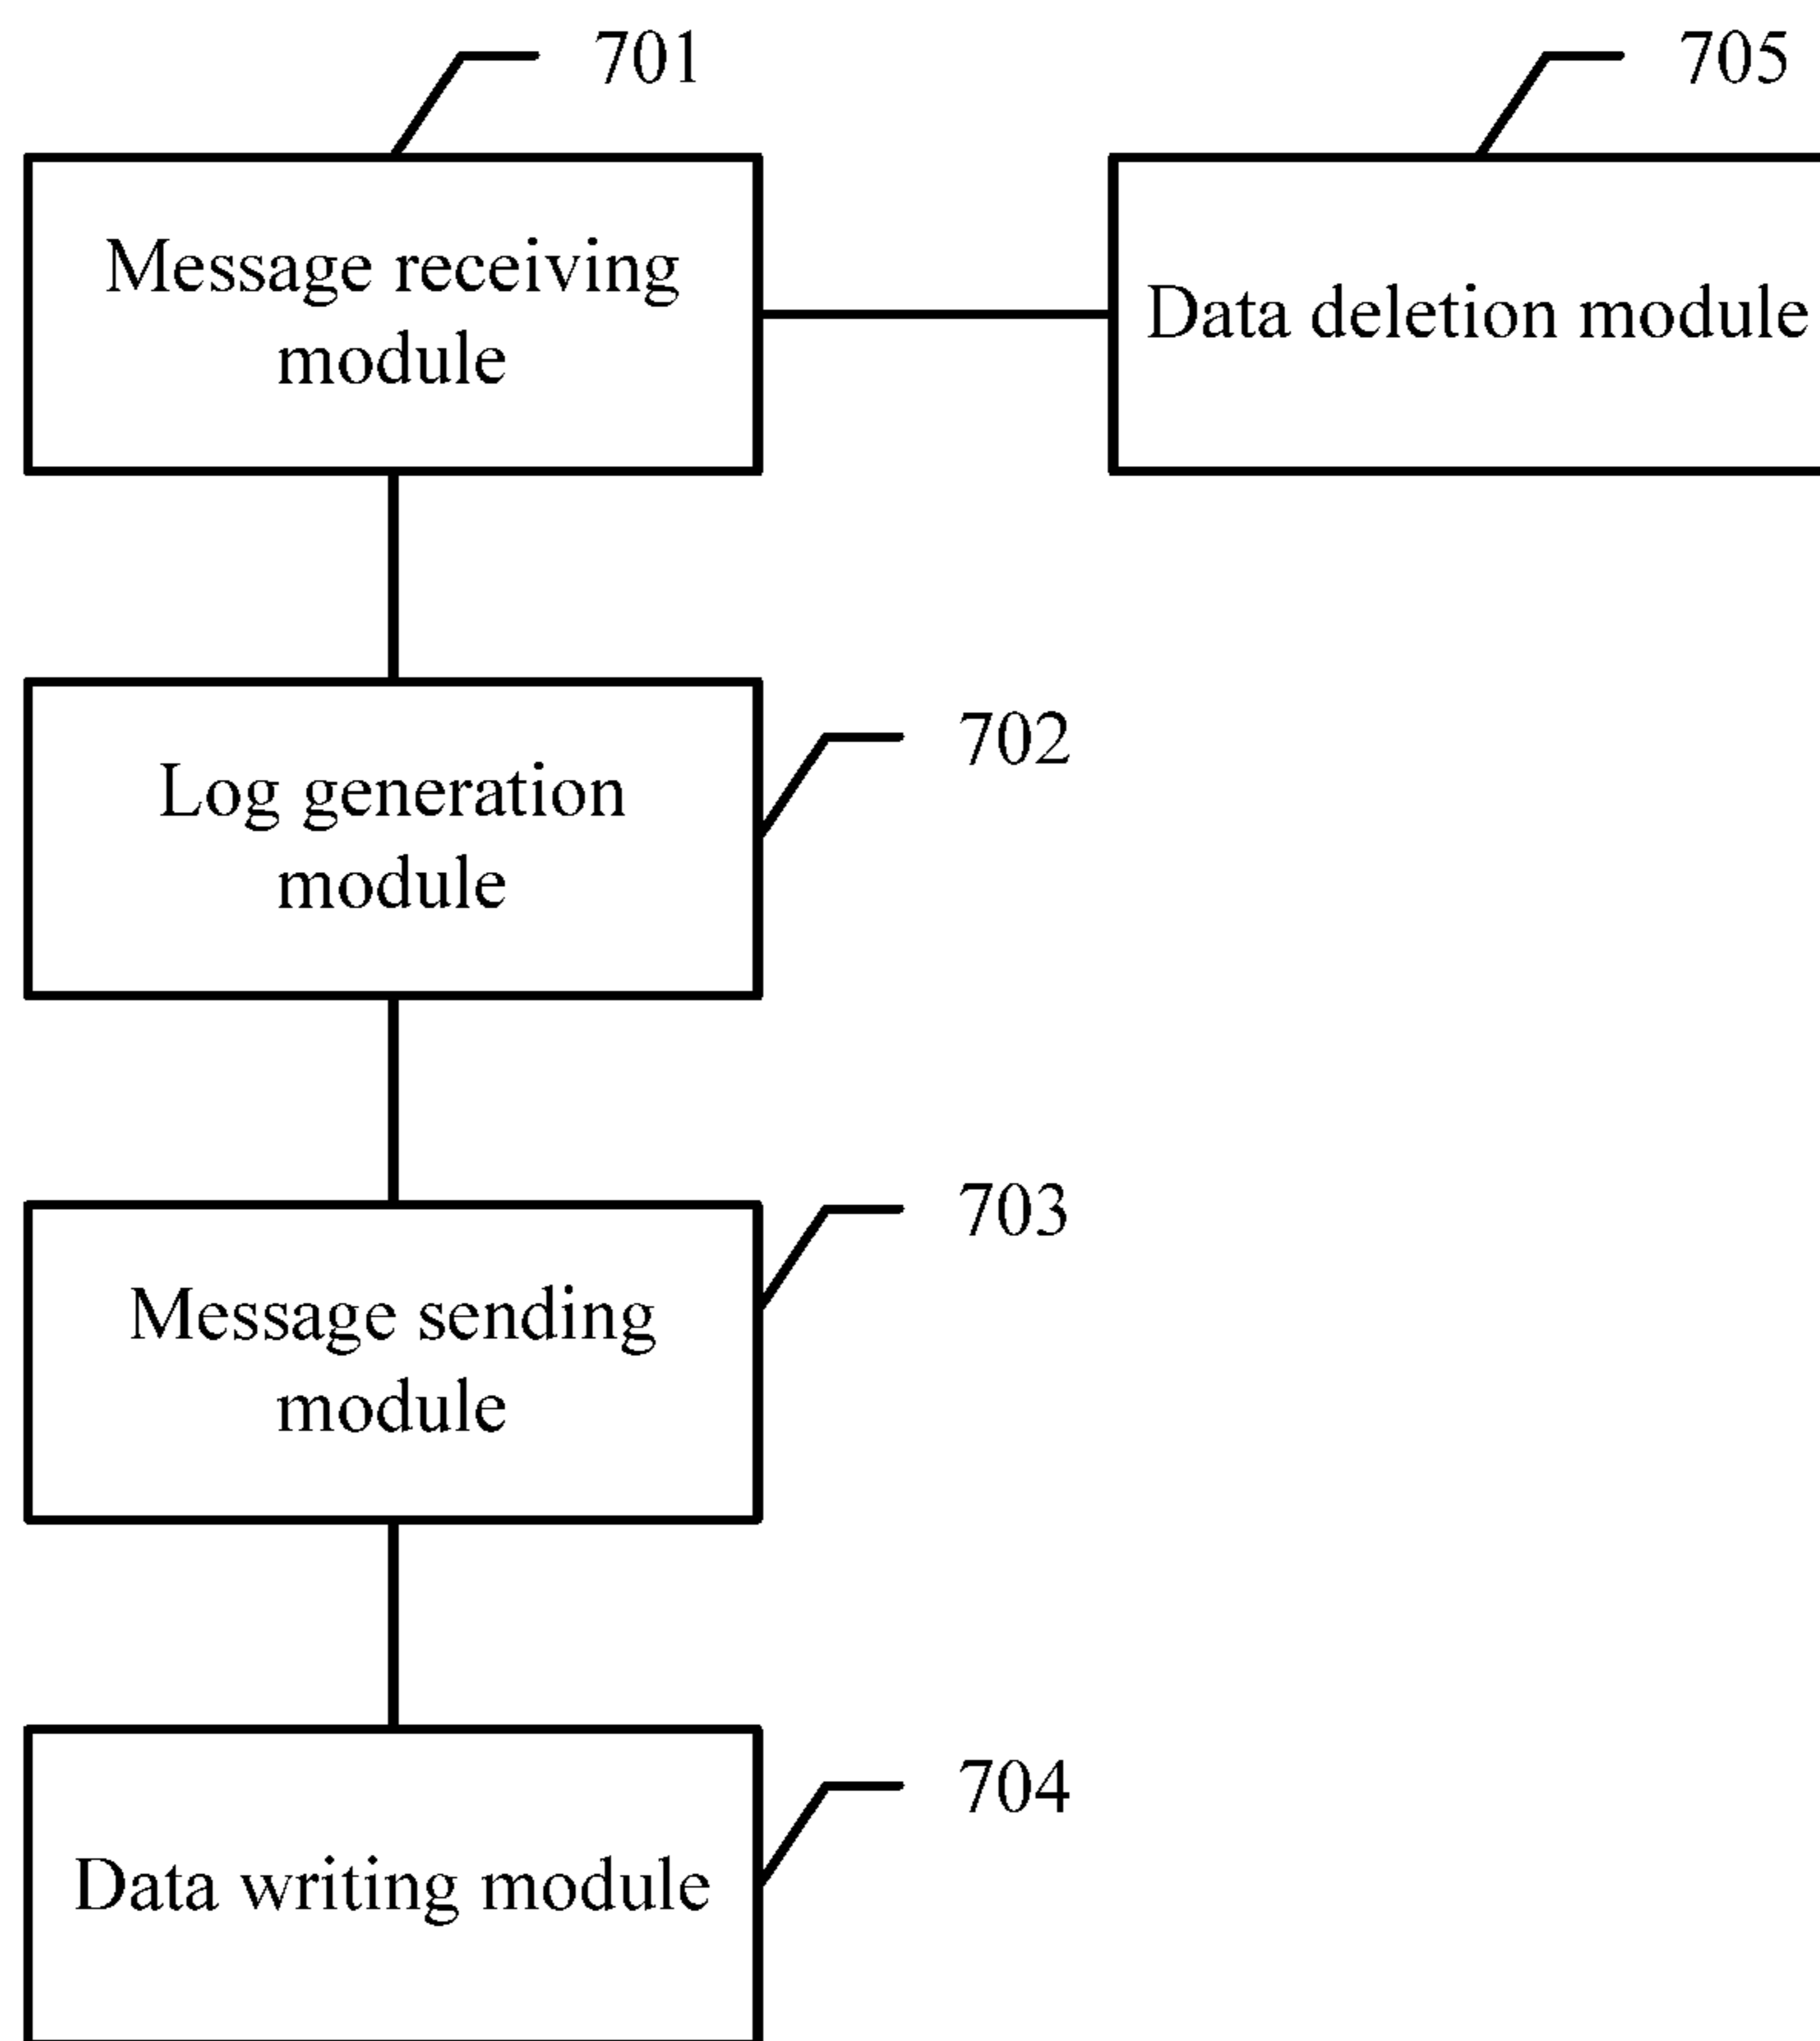 701
705
Message receiving
module
Data deletion module
702
Log generation
module
703
Message sending
module
704
Data writing module